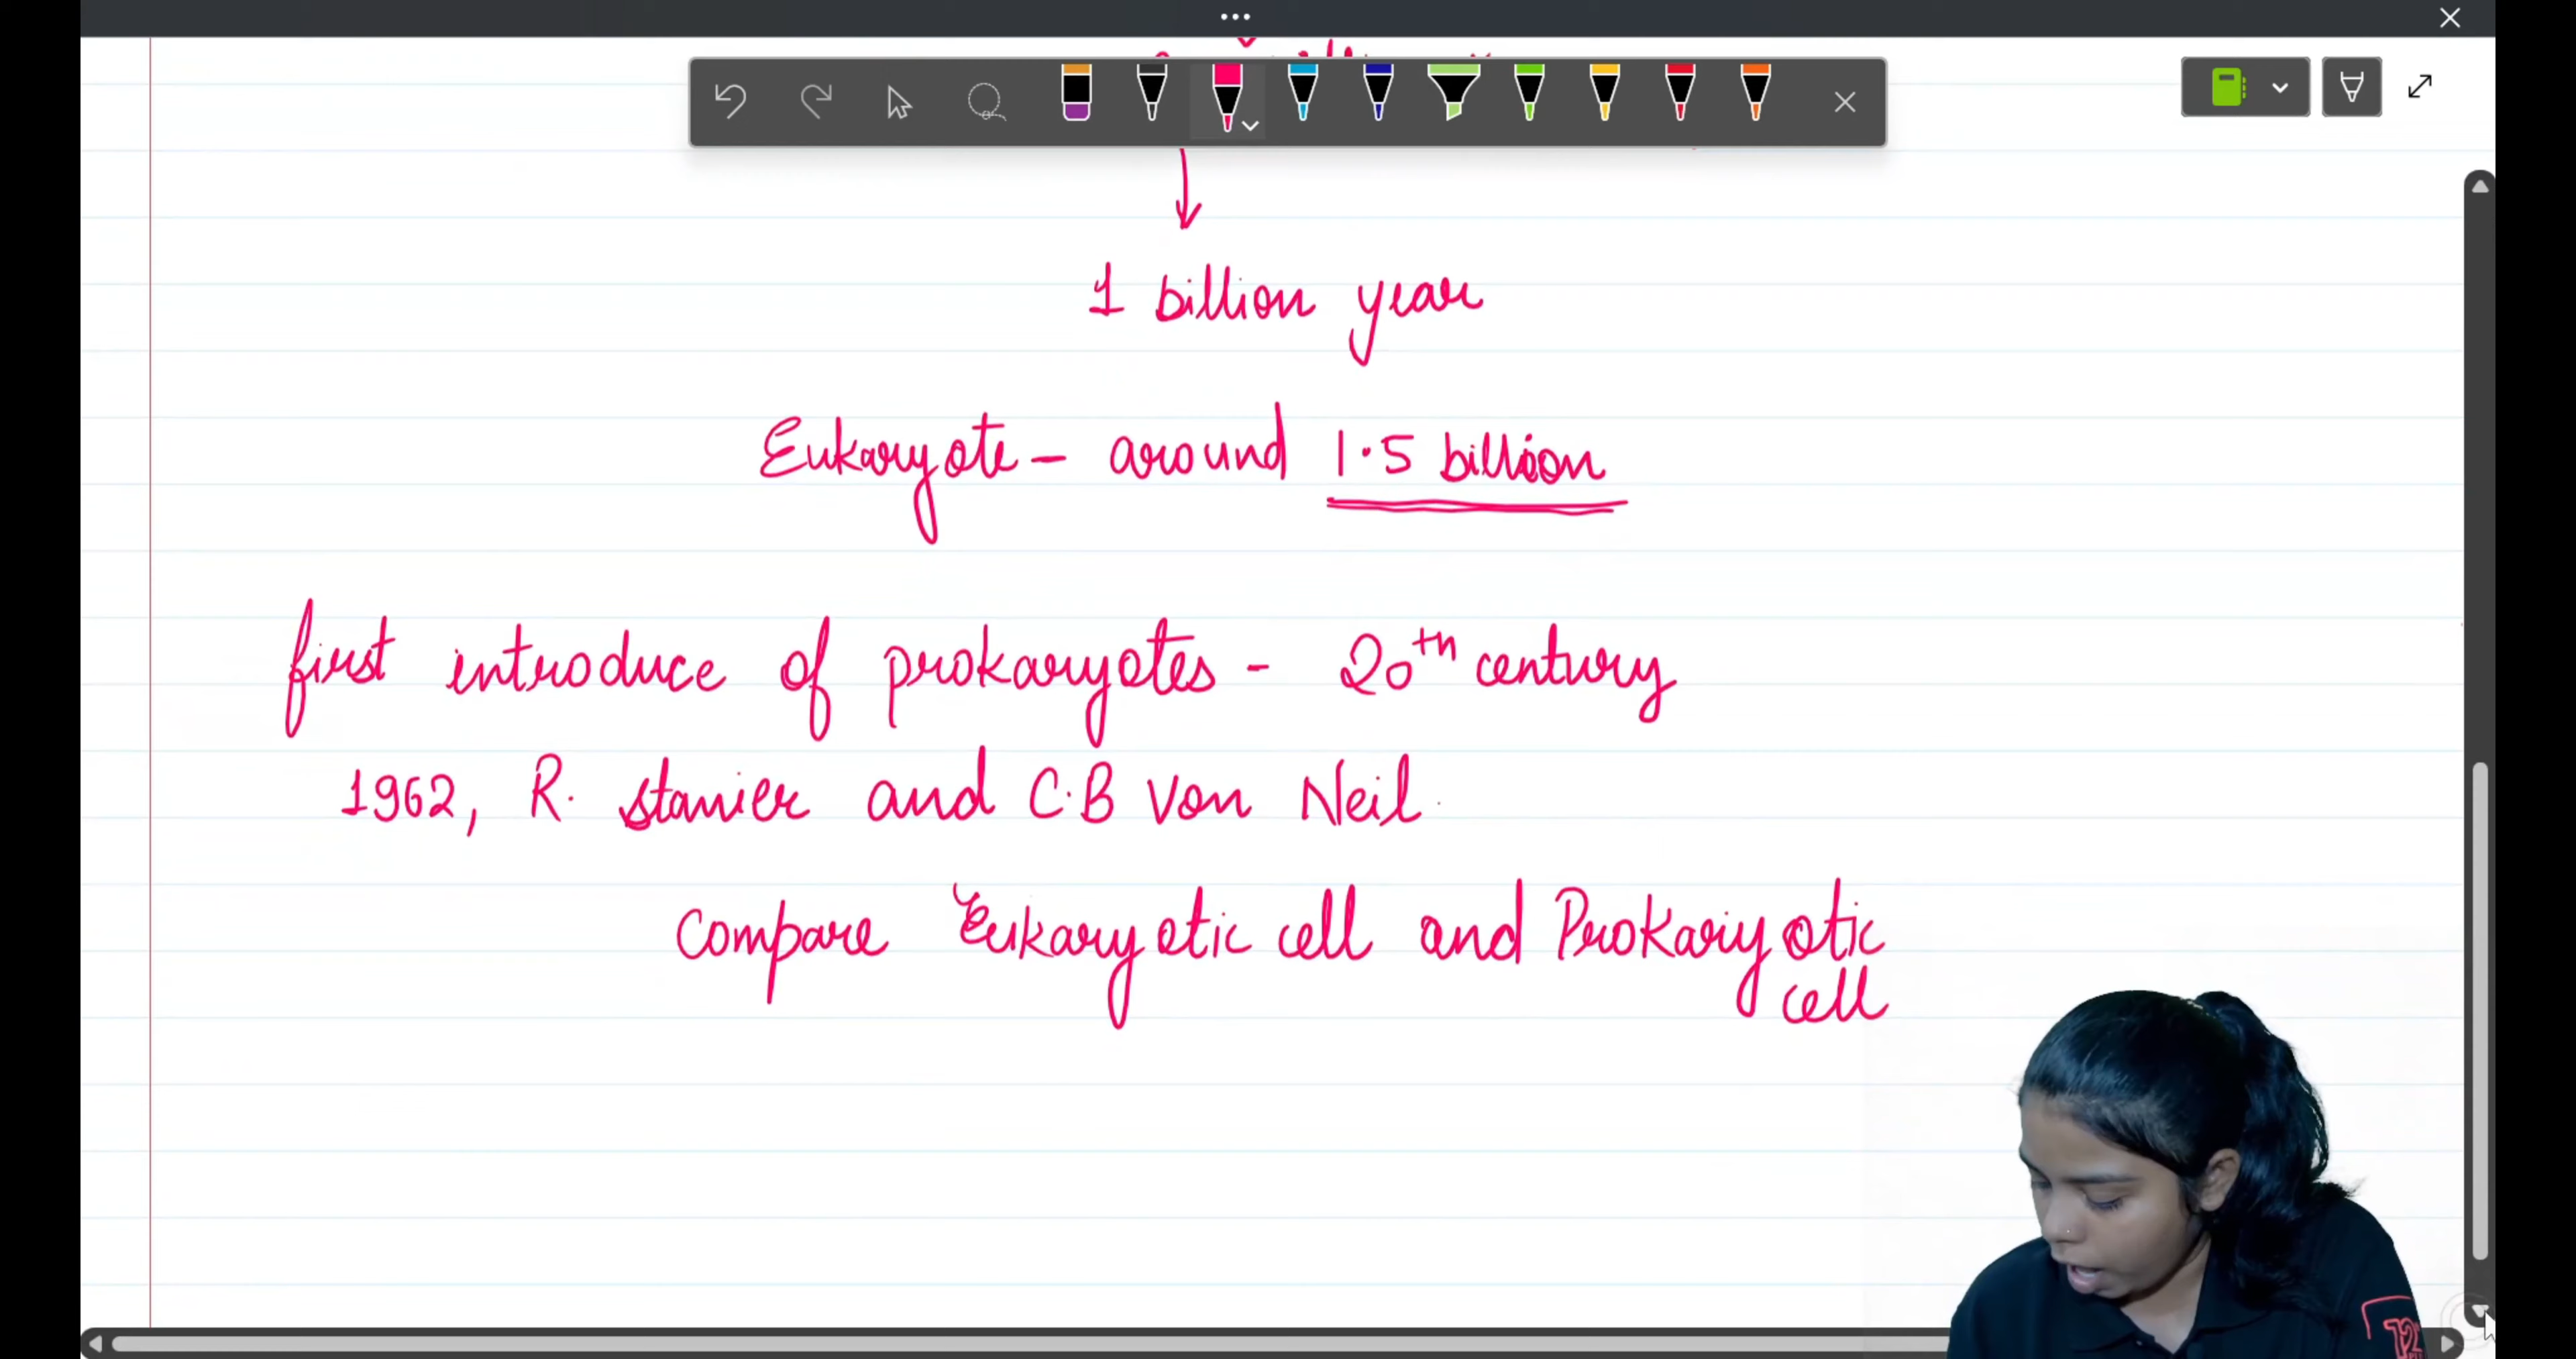 1 billion year
Eukaryote - around 1.5 billion
first introduce of prokaryotes - 20th century
1962, R. Stanier and C.B Von Neil.
Compare Eukaryotic cell and Prokaryotic
cell